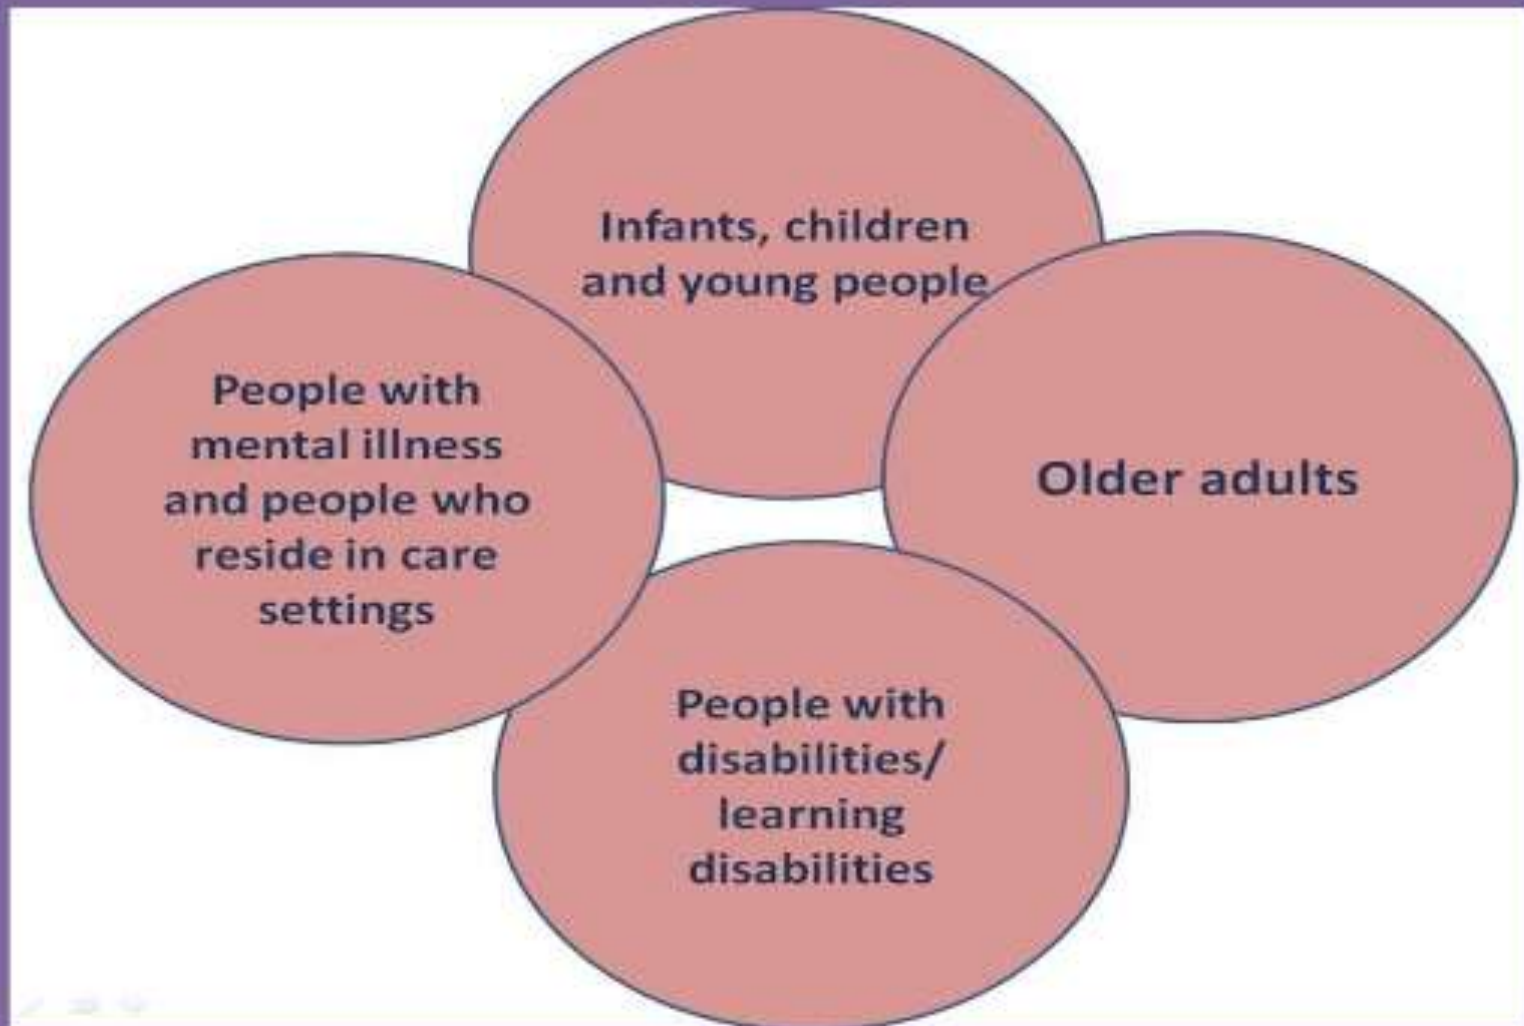 Infants, children
and young people
People with
mental illness
and people who
reside in care
settings
Older adults
People with
disabilities/
learning
disabilities